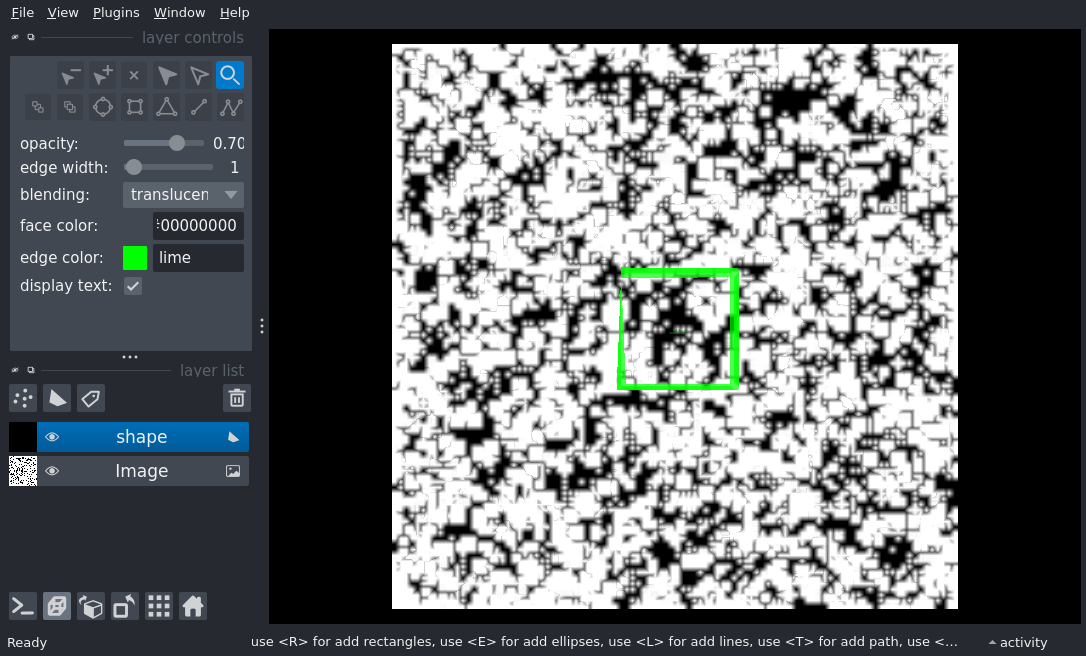 File View Plugins Window Help
layer controls
opacity: 0.70
edge width: 1
blending: translucen
face color: 00000000
edge color: lime
display text:
layer list
shape
Image
Ready use <R> for add rectangles, use <E> for add ellipses, use <L> for add lines, use <T> for add path, use <... activity